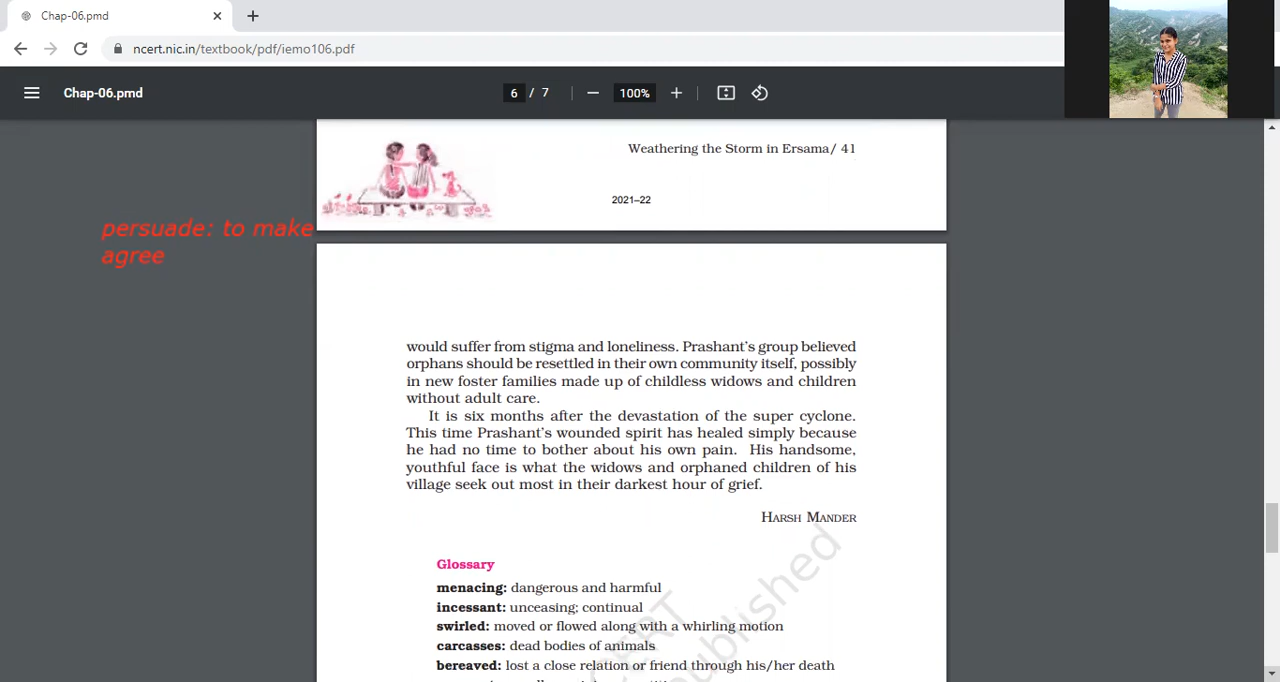 Chap-06.pmd
ncert.nic.in/textbook/pdf/iemo106.pdf
Chap-06.pmd
6 / 7
100%
Weathering the Storm in Ersama/ 41
2021–22
persuade: to make
agree
would suffer from stigma and loneliness. Prashant's group believed
orphans should be resettled in their own community itself, possibly
in new foster families made up of childless widows and children
without adult care.
It is six months after the devastation of the super cyclone.
This time Prashant's wounded spirit has healed simply because
he had no time to bother about his own pain. His handsome,
youthful face is what the widows and orphaned children of his
village seek out most in their darkest hour of grief.
HARSH MANDER
Glossary
menacing: dangerous and harmful
incessant: unceasing; continual
swirled: moved or flowed along with a whirling motion
carcasses: dead bodies of animals
bereaved: lost a close relation or friend through his/her death